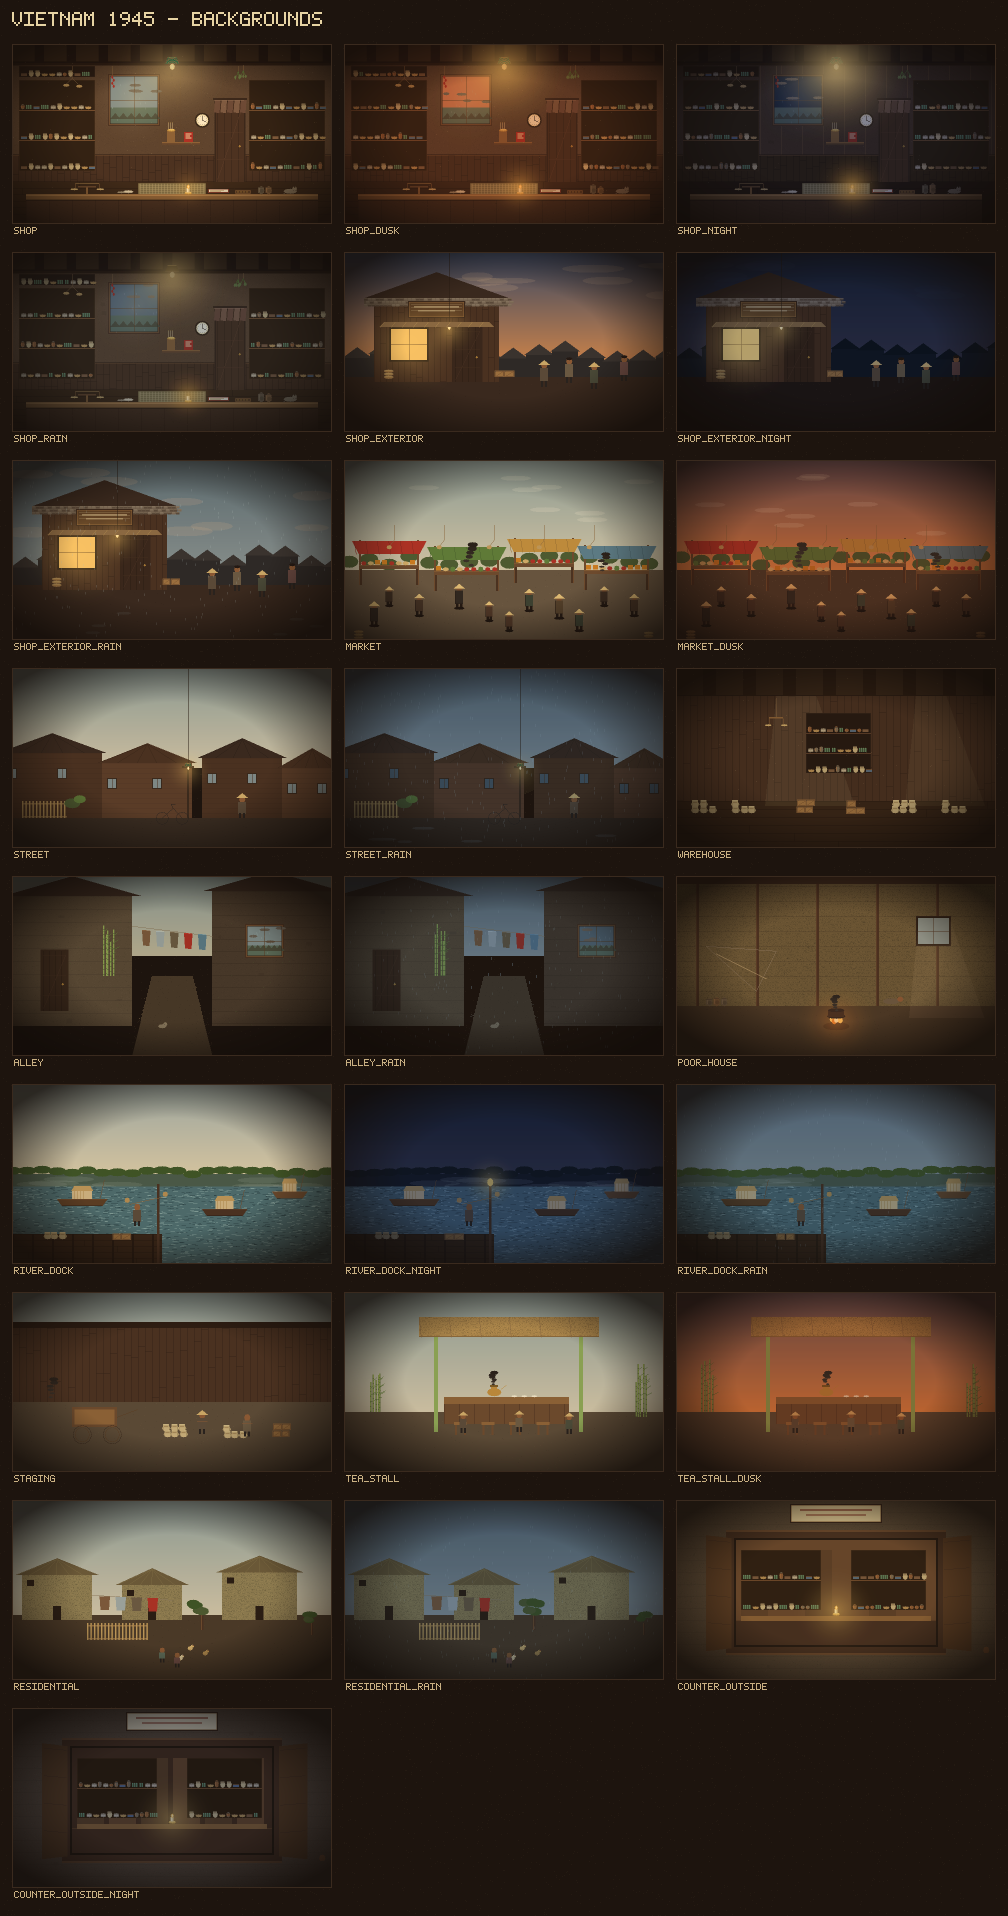 VIETNAM 1945 - BACKGROUNDS
SHOP
SHOP_DUSK
SHOP_NIGHT
SHOP_RAIN
SHOP_EXTERIOR
SHOP_EXTERIOR_NIGHT
SHOP_EXTERIOR_RAIN
MARKET
MARKET_DUSK
STREET
STREET_RAIN
WAREHOUSE
ALLEY
ALLEY_RAIN
POOR_HOUSE
RIVER_DOCK
RIVER_DOCK_NIGHT
RIVER_DOCK_RAIN
STAGING
TEA_STALL
TEA_STALL_DUSK
RESIDENTIAL
RESIDENTIAL_RAIN
COUNTER_OUTSIDE
COUNTER_OUTSIDE_NIGHT